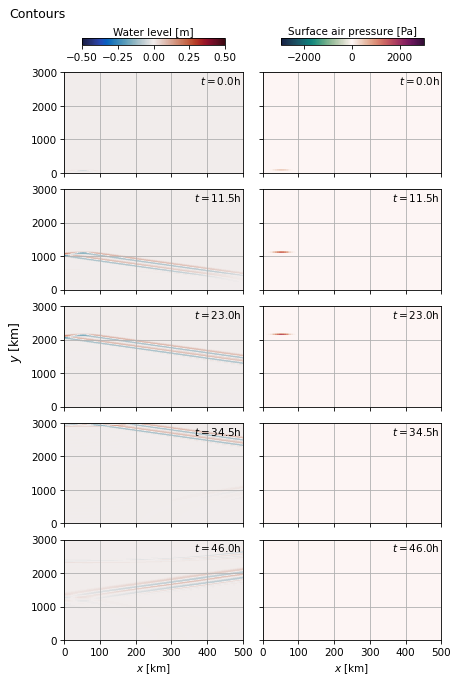 Contours
Water level [m]
Surface air pressure [Pa]
−0.50 −0.25 0.00 0.25 0.50
−2000 0 2000
3000
2000
1000
0
t = 0.0h
t = 0.0h
3000
2000
1000
0
t = 11.5h
t = 11.5h
y [km]
3000
2000
1000
0
t = 23.0h
t = 23.0h
3000
2000
1000
0
t = 34.5h
t = 34.5h
3000
2000
1000
0
t = 46.0h
t = 46.0h
0 100 200 300 400 500
0 100 200 300 400 500
x [km]
x [km]